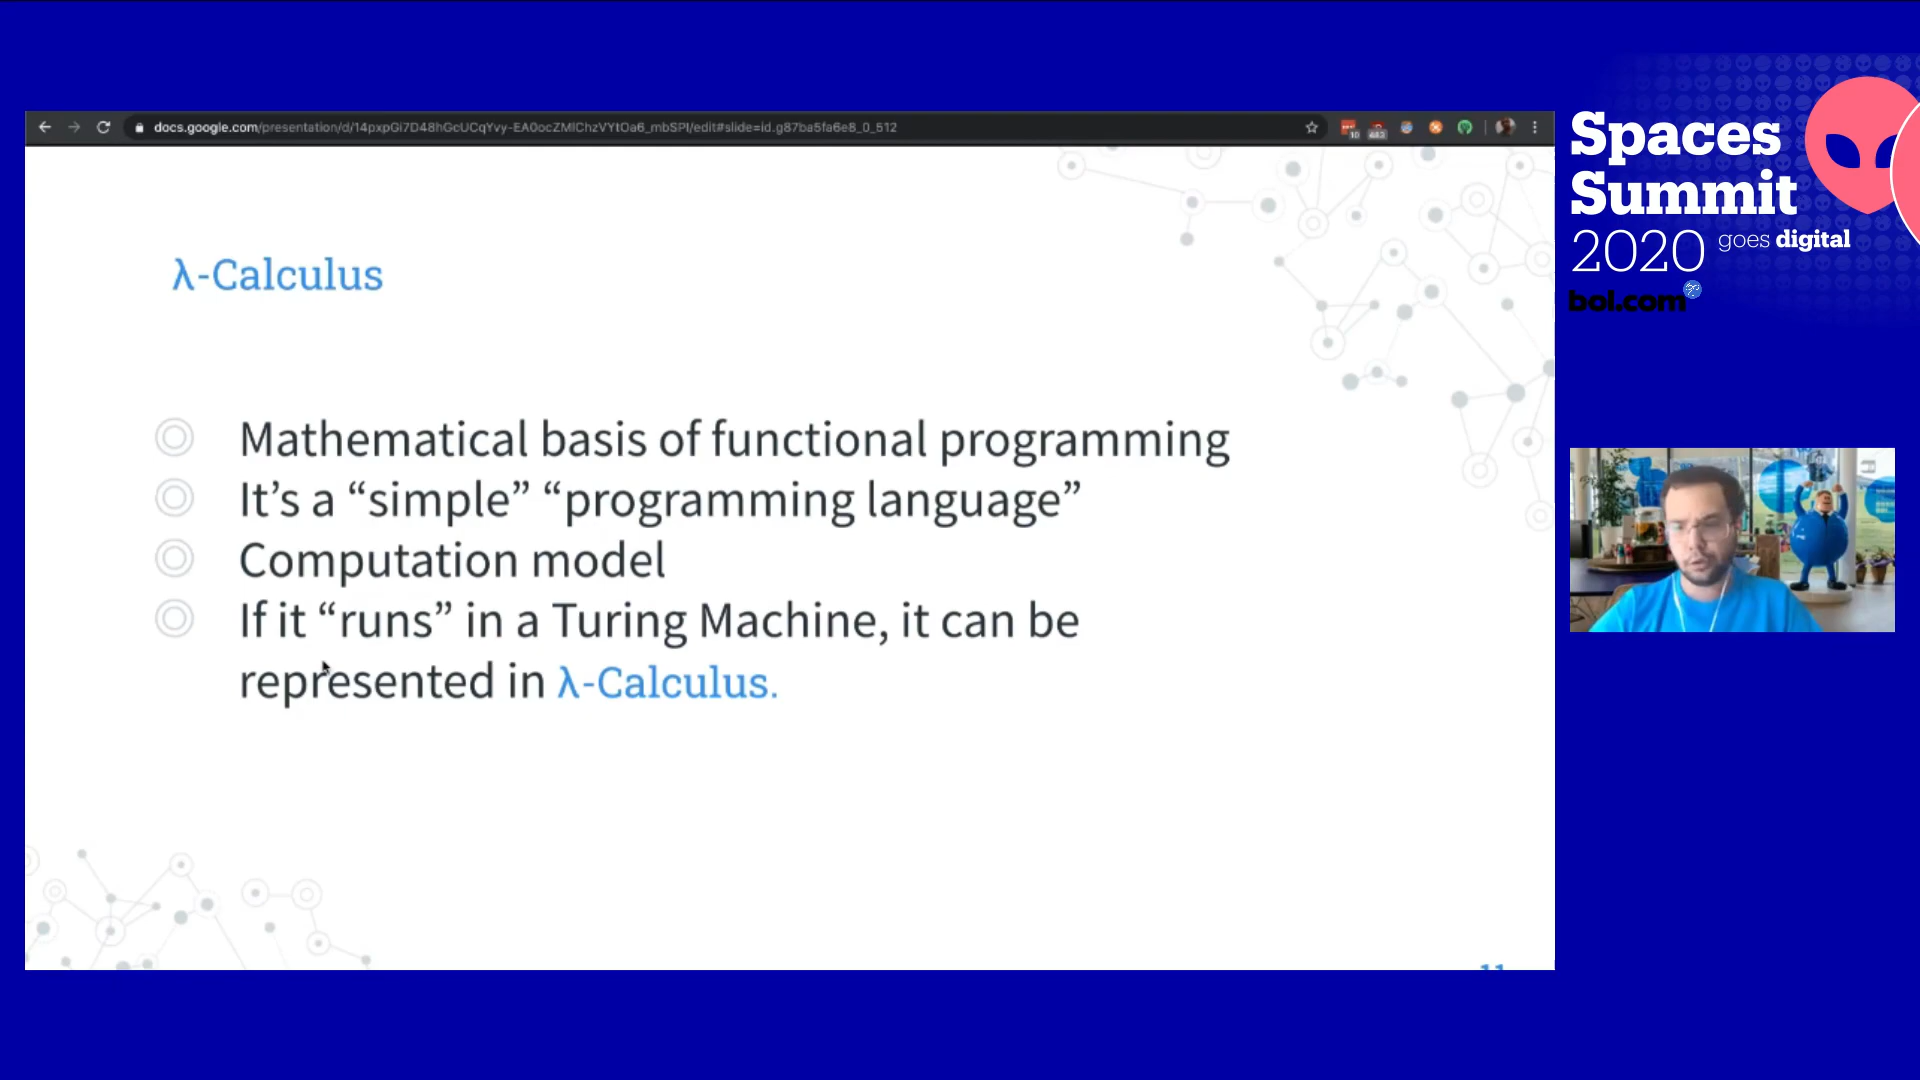 docs.google.com/presentation/d/14pxpGi7D48hGcUCqYvy-EA0ocZMIChzVYtOa6_mbSPI/edit#slide=id.g87ba5fa6e8_0_512
10
λ-Calculus
Mathematical basis of functional programming
It’s a “simple” “programming language”
Computation model
If it “runs” in a Turing Machine, it can be
represented in λ-Calculus.
11
Spaces
Summit
2020 goes digital
bol.com